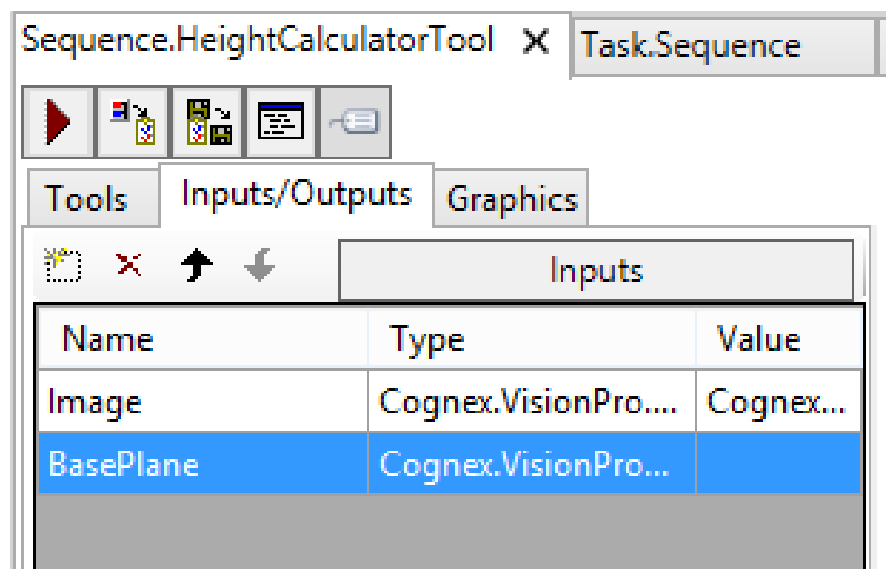 Sequence.HeightCalculatorTool Task.Sequence
Tools Inputs/Outputs Graphics
Inputs
Name Type Value
Image Cognex.VisionPro.... Cognex...
BasePlane Cognex.VisionPro...